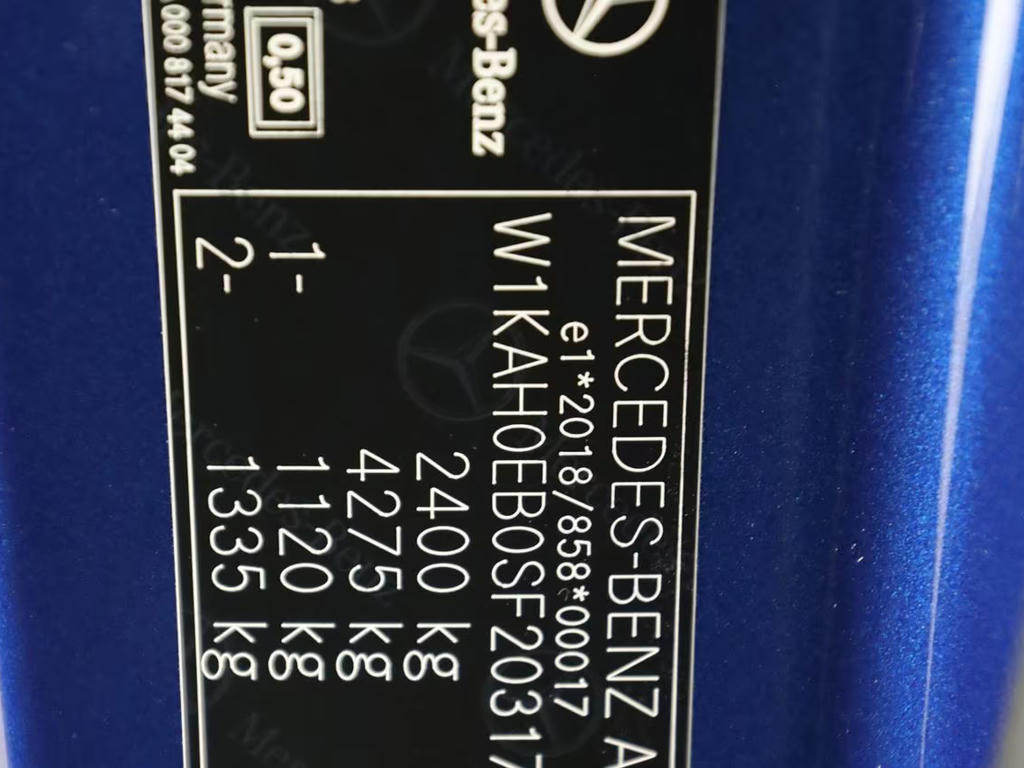 es-Benz
0,50
rmany
000 817 44 04
MERCEDES-BENZ A
e1*2018/858*00017
W1KAH0EB0SF20317
2400 kg
4275 kg
1- 1120 kg
2- 1335 kg